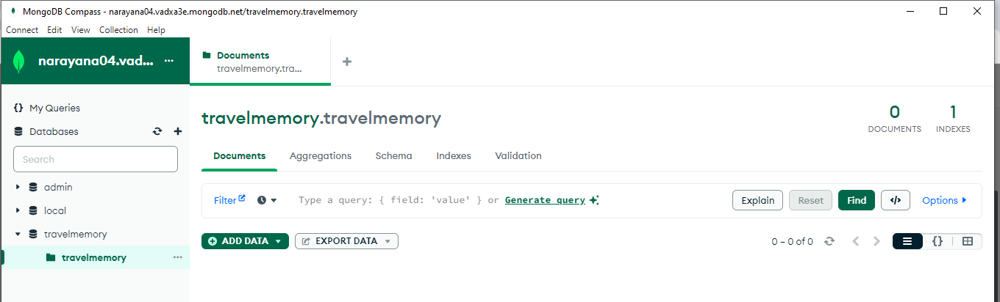 MongoDB Compass - narayana04.vadxa3e.mongodb.net/travelmemory.travelmemory
Connect Edit View Collection Help
narayana04.vad...
Documents
travelmemory.tra...
{} My Queries
Databases
Search
admin
local
travelmemory
travelmemory
travelmemory.travelmemory
0 1
DOCUMENTS INDEXES
Documents Aggregations Schema Indexes Validation
Filter Type a query: { field: 'value' } or Generate query Explain Reset Find </> Options
ADD DATA EXPORT DATA 0 – 0 of 0 {}